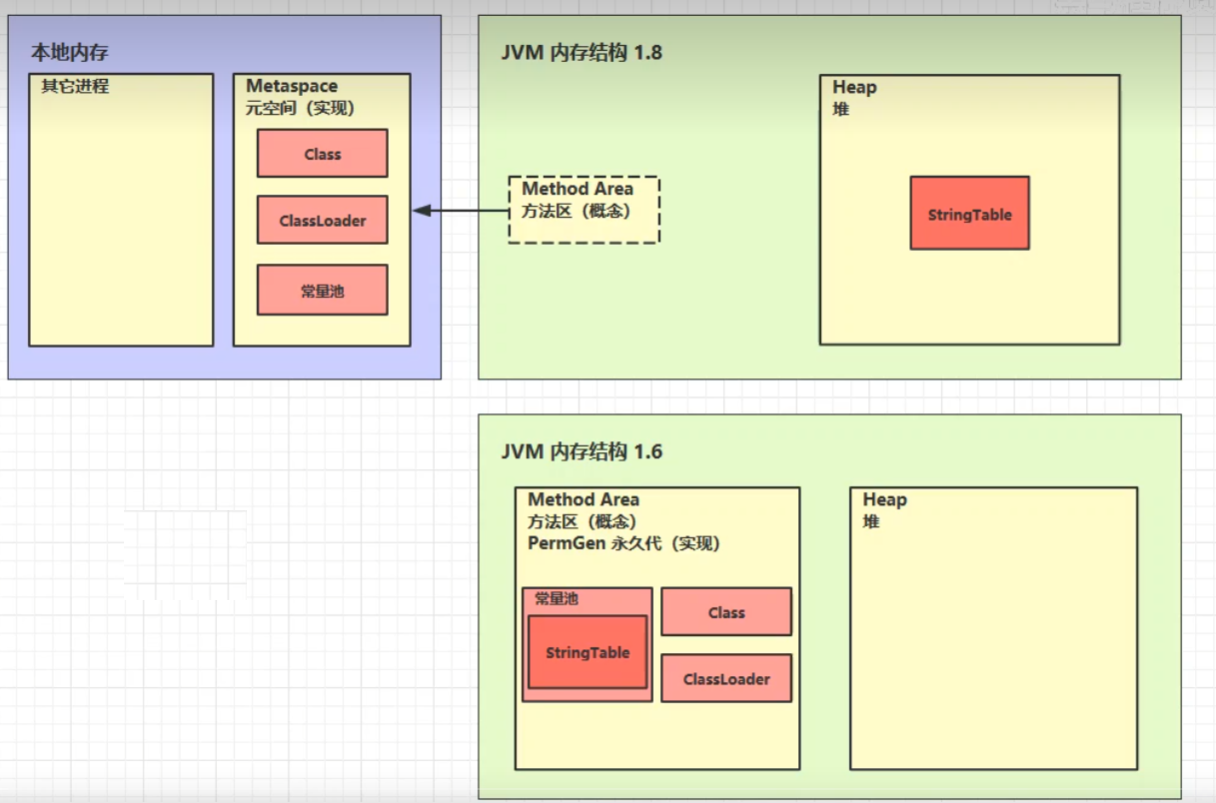 本地内存
其它进程
Metaspace
元空间（实现）
Class
ClassLoader
常量池
JVM 内存结构 1.8
Method Area
方法区（概念）
Heap
堆
StringTable
JVM 内存结构 1.6
Method Area
方法区（概念）
PermGen 永久代（实现）
常量池
StringTable
Class
ClassLoader
Heap
堆